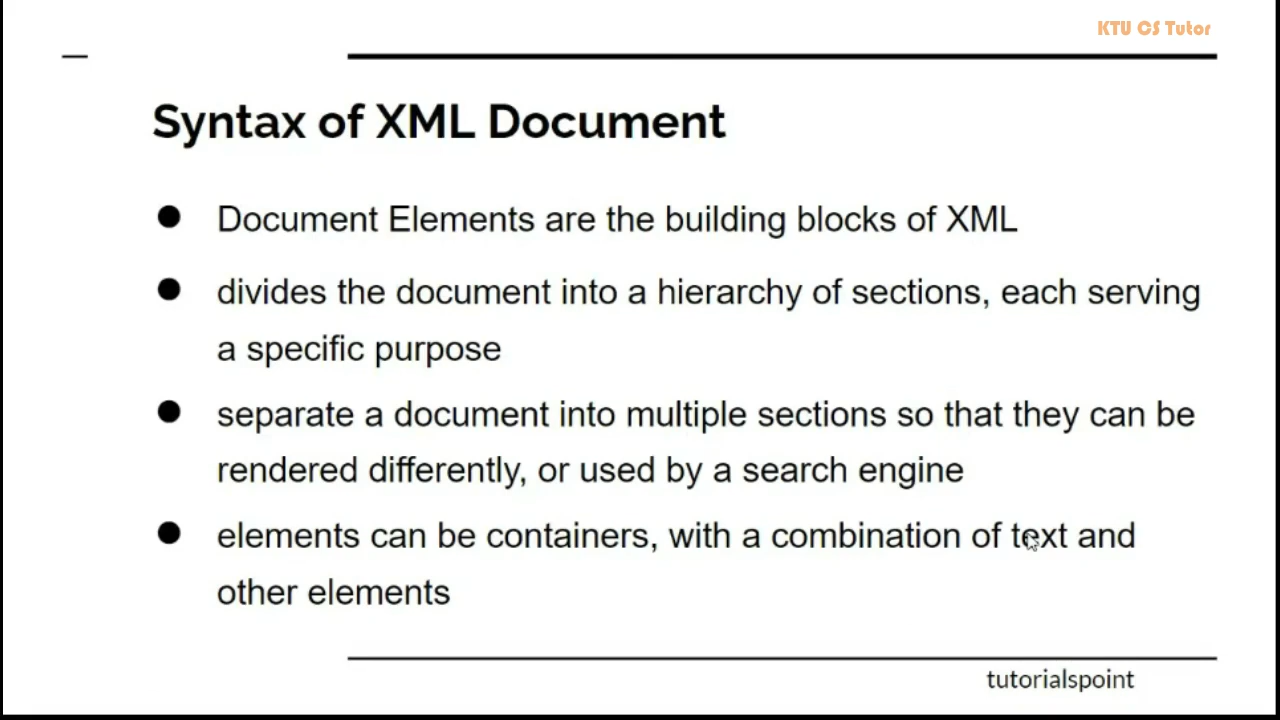 KTU CS Tutor
Syntax of XML Document
● Document Elements are the building blocks of XML
● divides the document into a hierarchy of sections, each serving
a specific purpose
● separate a document into multiple sections so that they can be
rendered differently, or used by a search engine
● elements can be containers, with a combination of text and
other elements
tutorialspoint